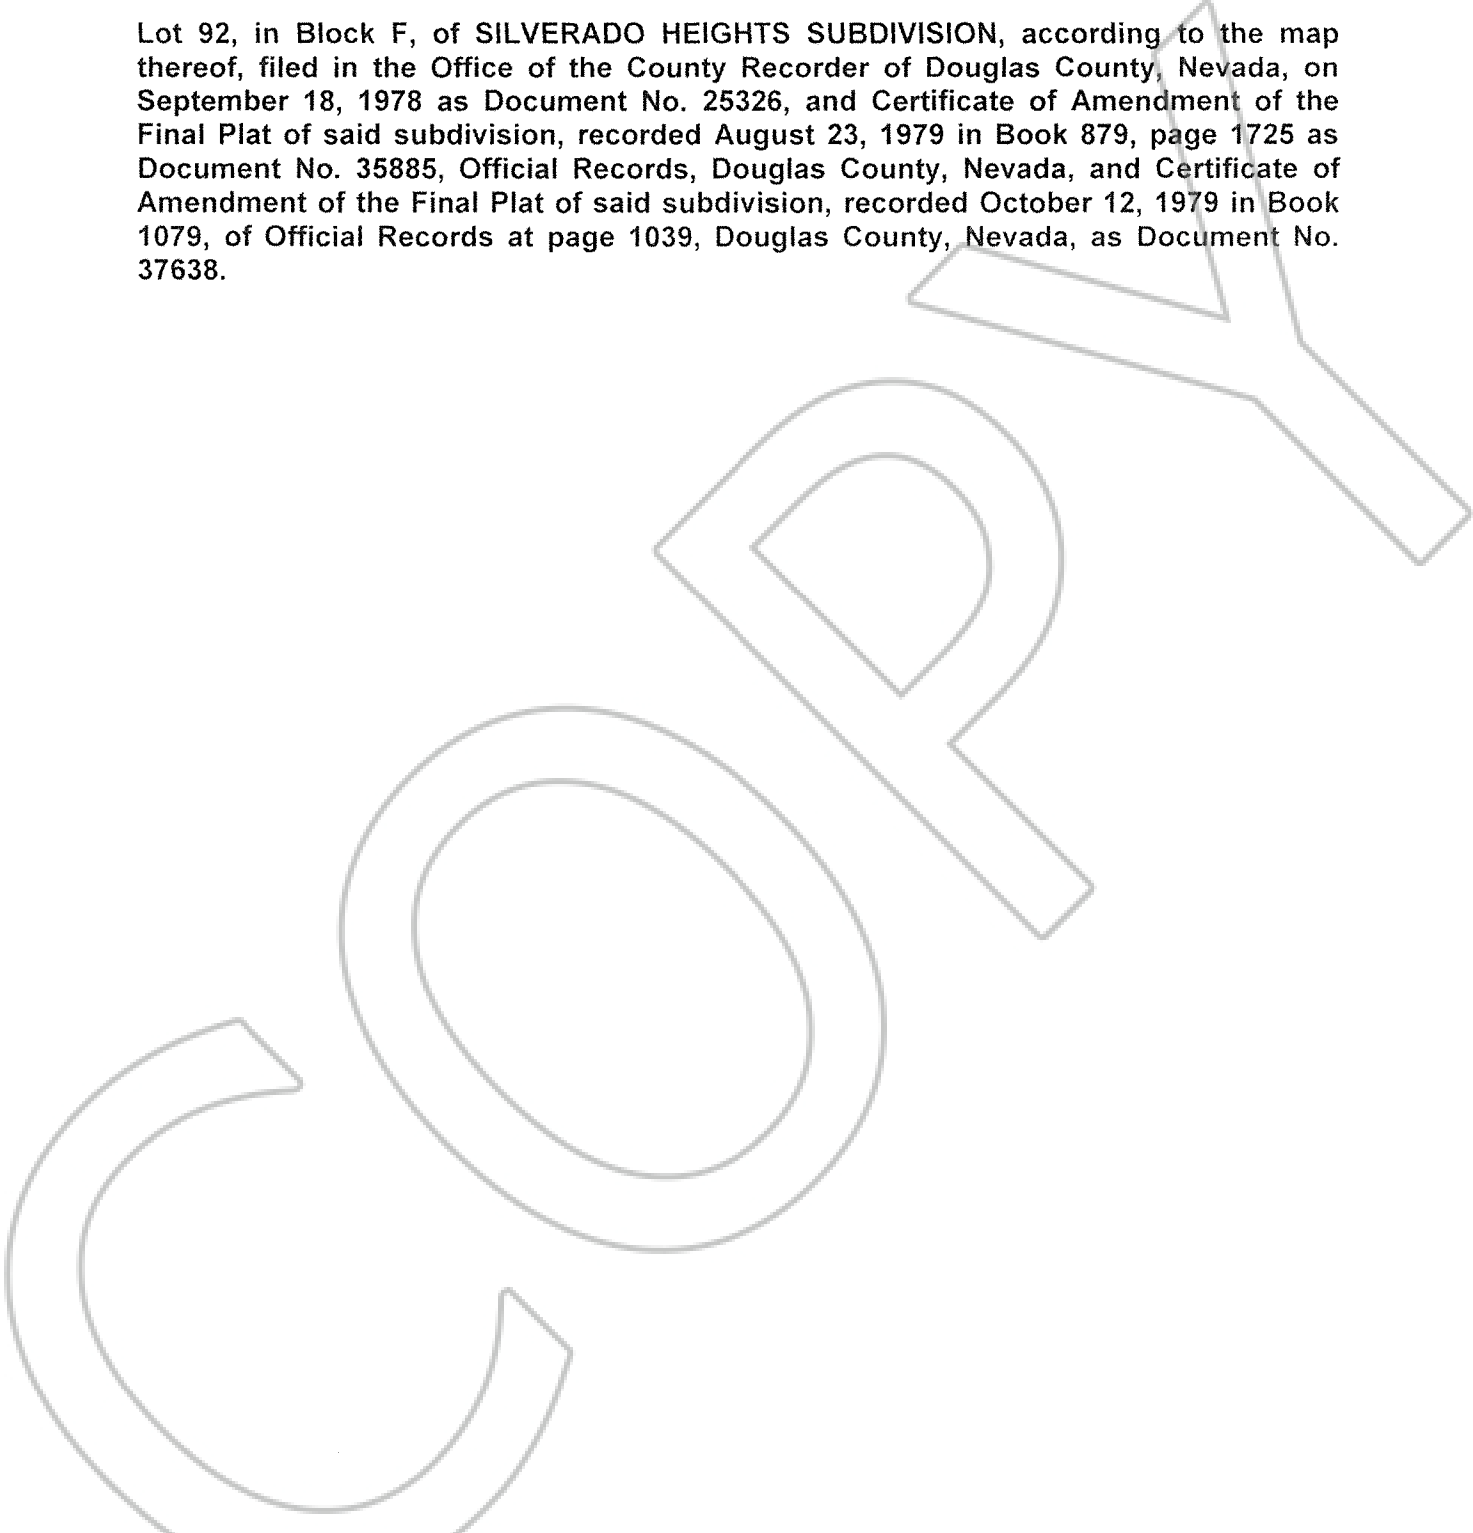 Lot 92, in Block F, of SILVERADO HEIGHTS SUBDIVISION, according to the map
thereof, filed in the Office of the County Recorder of Douglas County, Nevada, on
September 18, 1978 as Document No. 25326, and Certificate of Amendment of the
Final Plat of said subdivision, recorded August 23, 1979 in Book 879, page 1725 as
Document No. 35885, Official Records, Douglas County, Nevada, and Certificate of
Amendment of the Final Plat of said subdivision, recorded October 12, 1979 in Book
1079, of Official Records at page 1039, Douglas County, Nevada, as Document No.
37638.
COPY